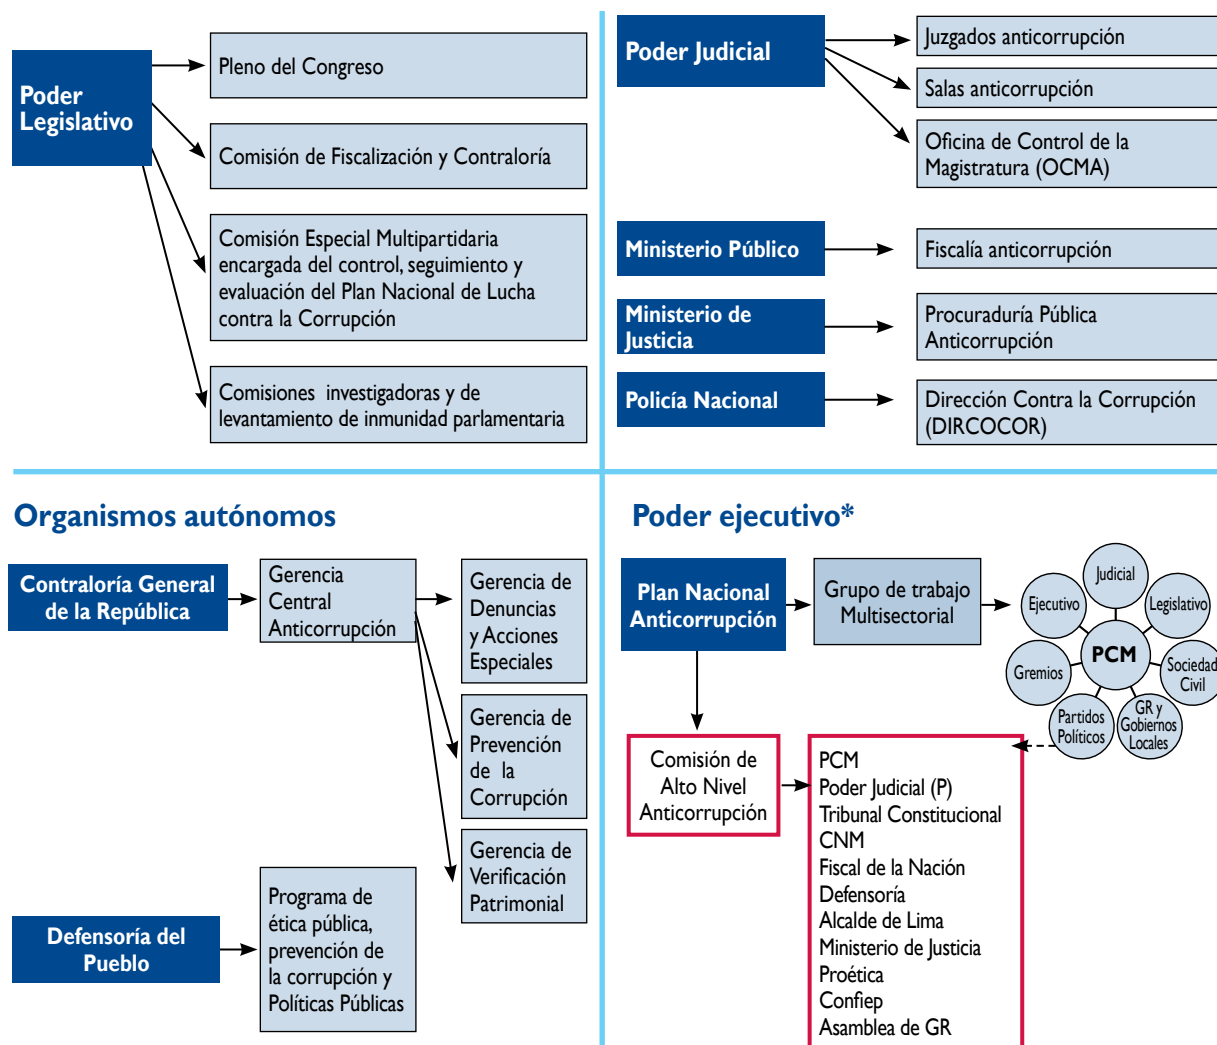 Poder
Legislativo
Pleno del Congreso
Comisión de Fiscalización y Contraloría
Comisión Especial Multipartidaria
encargada del control, seguimiento y
evaluación del Plan Nacional de Lucha
contra la Corrupción
Comisiones investigadoras y de
levantamiento de inmunidad parlamentaria
Poder Judicial
Juzgados anticorrupción
Salas anticorrupción
Oficina de Control de la
Magistratura (OCMA)
Ministerio Público
Fiscalía anticorrupción
Ministerio de
Justicia
Procuraduría Pública
Anticorrupción
Policía Nacional
Dirección Contra la Corrupción
(DIRCOCOR)
Organismos autónomos
Contraloría General
de la República
Gerencia
Central
Anticorrupción
Gerencia de
Denuncias
y Acciones
Especiales
Gerencia de
Prevención
de la
Corrupción
Gerencia de
Verificación
Patrimonial
Defensoría del
Pueblo
Programa de
ética pública,
prevención de
la corrupción y
Políticas Públicas
Poder ejecutivo*
Plan Nacional
Anticorrupción
Grupo de trabajo
Multisectorial
Judicial
Ejecutivo
Legislativo
PCM
Gremios
Sociedad
Civil
Partidos
Políticos
GR y
Gobiernos
Locales
Comisión de
Alto Nivel
Anticorrupción
PCM
Poder Judicial (P)
Tribunal Constitucional
CNM
Fiscal de la Nación
Defensoría
Alcalde de Lima
Ministerio de Justicia
Proética
Confiep
Asamblea de GR